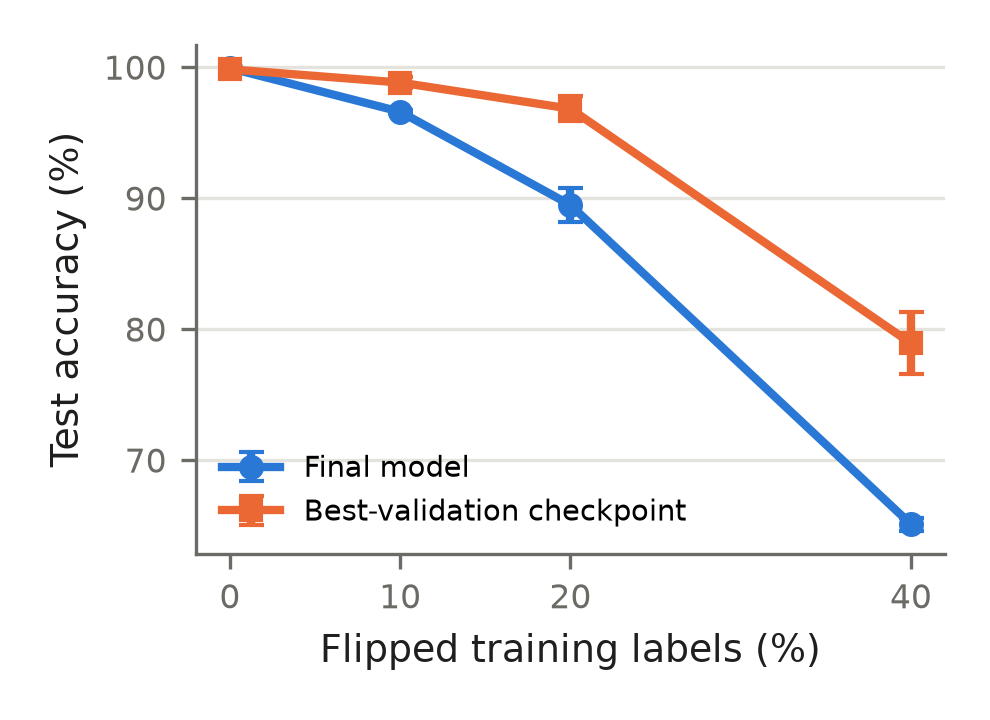 100
90
80
70
Test accuracy (%)
Final model
Best-validation checkpoint
0 10 20 40
Flipped training labels (%)